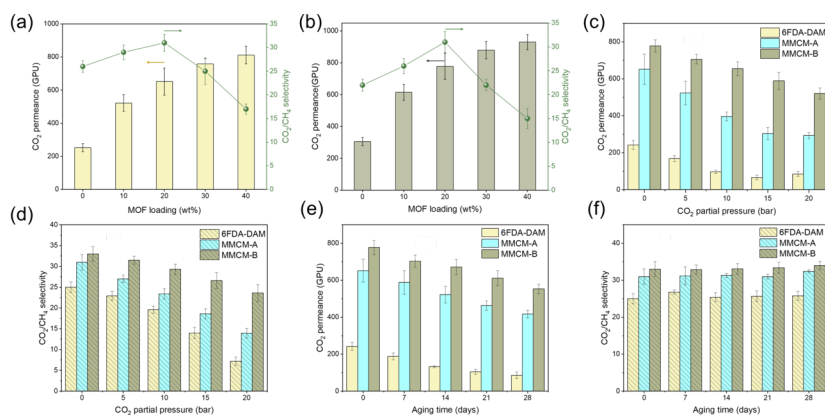 (a)
1000
800
600
400
200
0
CO₂ permeance (GPU)
35
30
25
20
15
10
5
0
CO₂/CH₄ selectivity
0 10 20 30 40
MOF loading (wt%)
(b)
1000
800
600
400
200
0
CO₂ permeance(GPU)
35
30
25
20
15
10
5
0
CO₂/CH₄ selectivity
0 10 20 30 40
MOF loading (wt%)
(c)
6FDA-DAM
MMCM-A
MMCM-B
800
600
400
200
0
CO₂ permeance (GPU)
0 5 10 15 20
CO₂ partial pressure (bar)
(d)
6FDA-DAM
MMCM-A
MMCM-B
40
35
30
25
20
15
10
5
0
CO₂/CH₄ selectivity
0 5 10 15 20
CO₂ partial pressure (bar)
(e)
6FDA-DAM
MMCM-A
MMCM-B
800
600
400
200
0
CO₂ permeance (GPU)
0 7 14 21 28
Aging time (days)
(f)
6FDA-DAM
MMCM-A
MMCM-B
40
30
20
10
0
CO₂/CH₄ selectivity
0 7 14 21 28
Aging time (days)